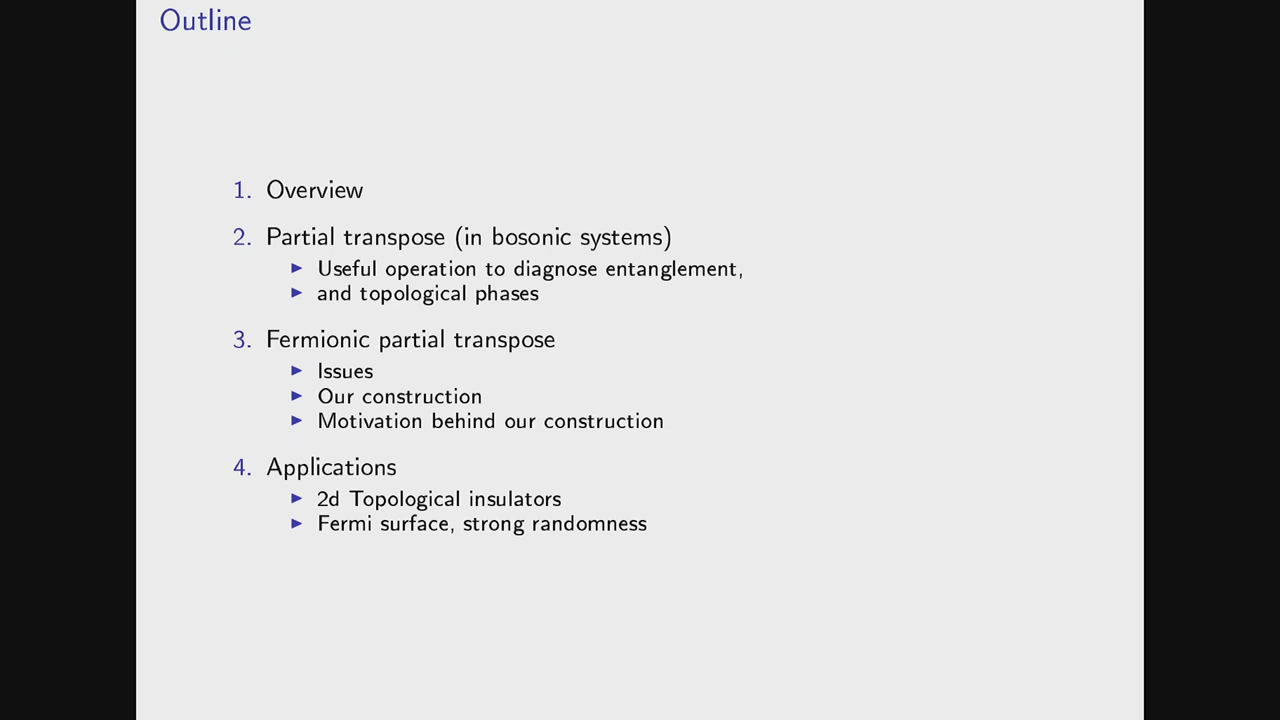 Outline
1. Overview
2. Partial transpose (in bosonic systems)
▶ Useful operation to diagnose entanglement,
▶ and topological phases
3. Fermionic partial transpose
▶ Issues
▶ Our construction
▶ Motivation behind our construction
4. Applications
▶ 2d Topological insulators
▶ Fermi surface, strong randomness